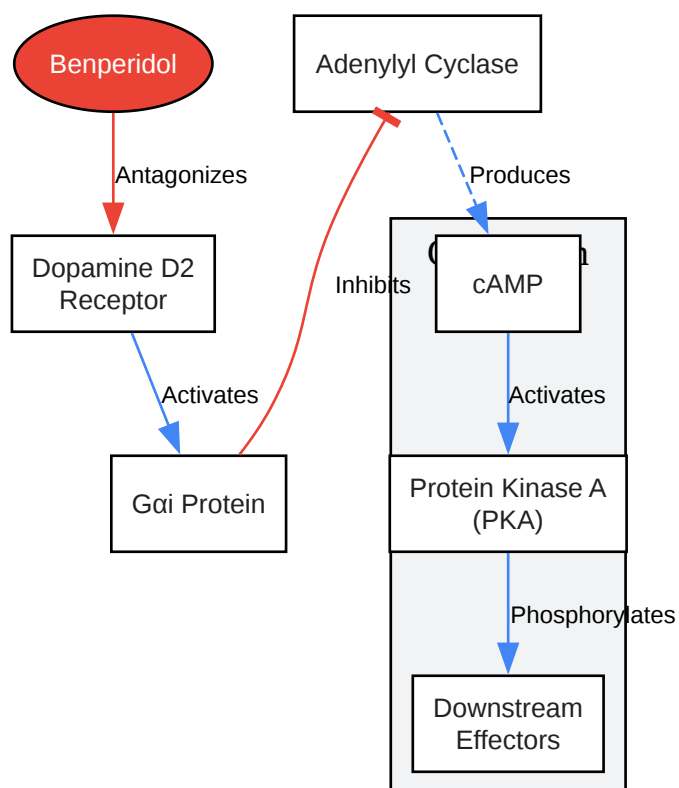 Benperidol
Adenylyl Cyclase
Antagonizes
Produces
Dopamine D2
Receptor
cAMP
Inhibits
Activates
Activates
Gαi Protein
Protein Kinase A
(PKA)
Phosphorylates
Downstream
Effectors